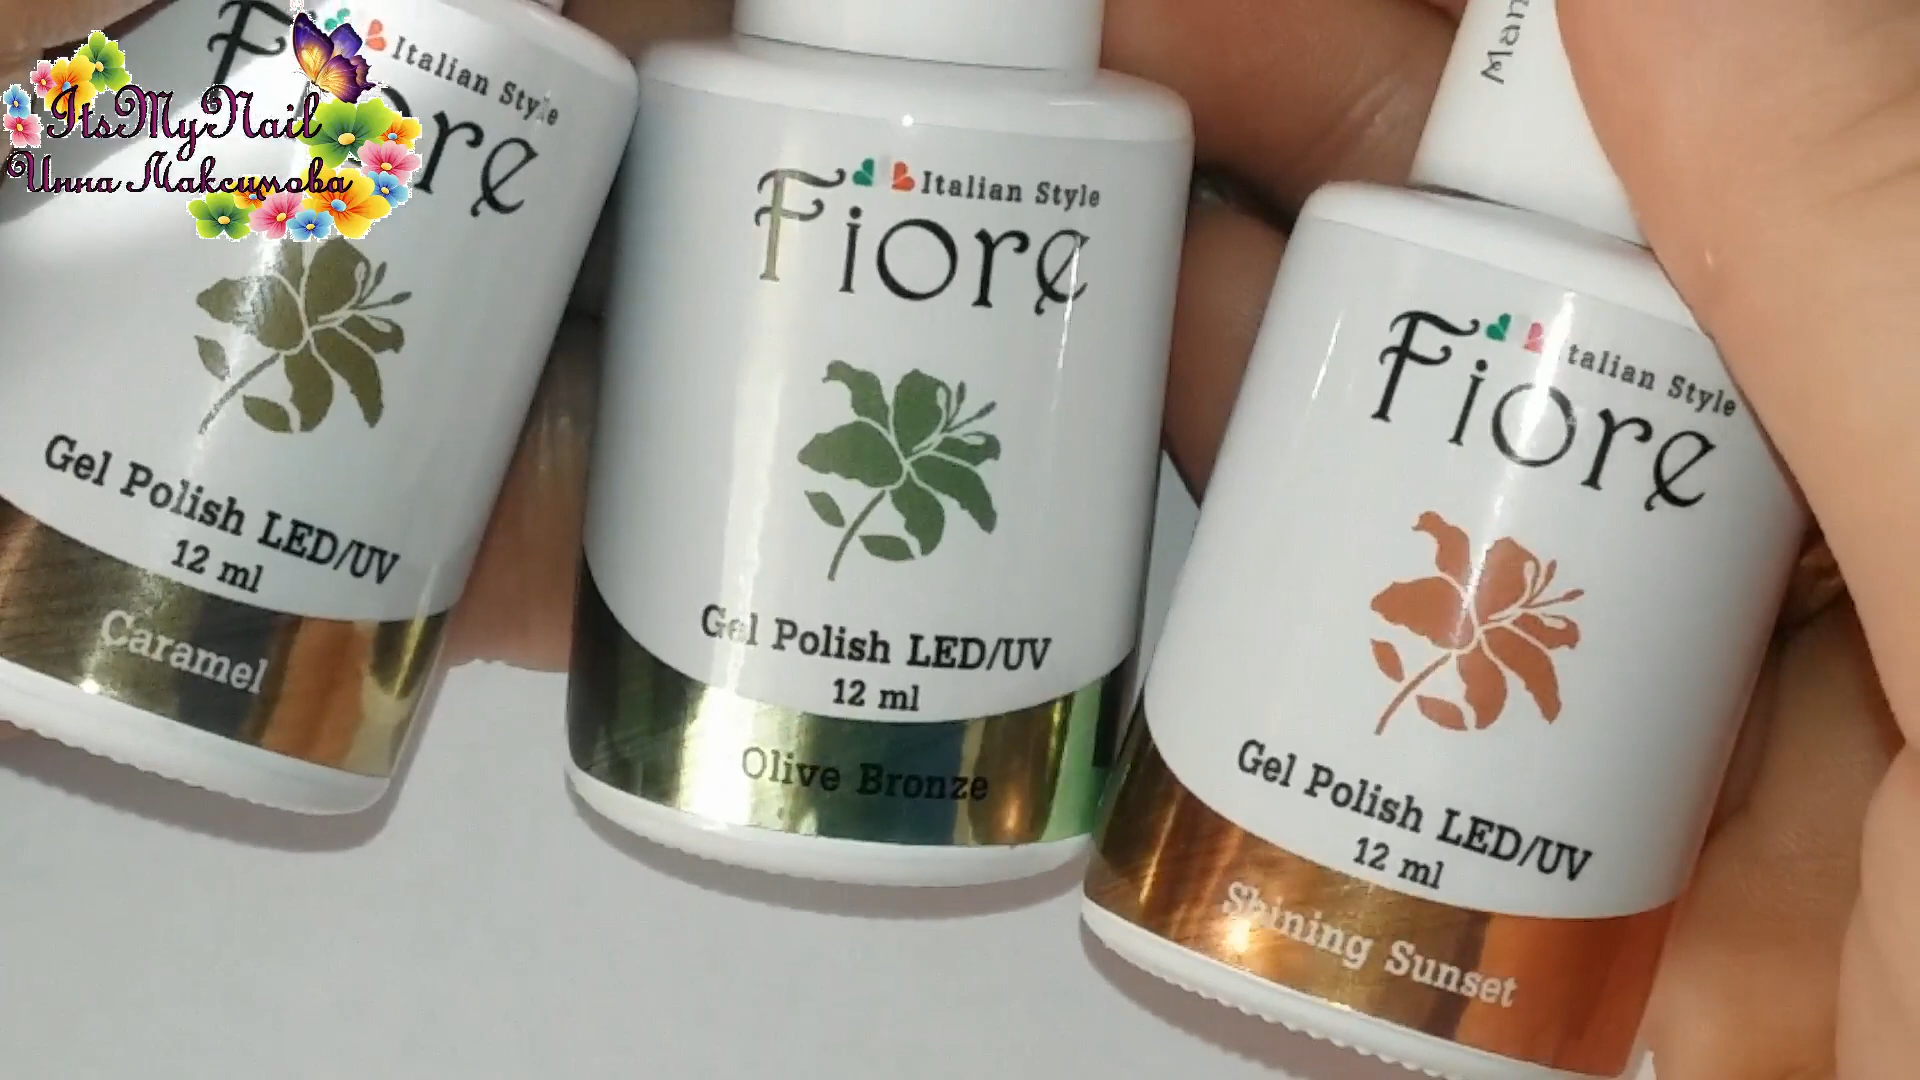 ItsMyNail
Инна Максимова
Italian Style
Gel Polish LED/UV
12 ml
Caramel
Italian Style
Fiore
Gel Polish LED/UV
12 ml
Olive Bronze
Italian Style
Fiore
Gel Polish LED/UV
12 ml
Shining Sunset